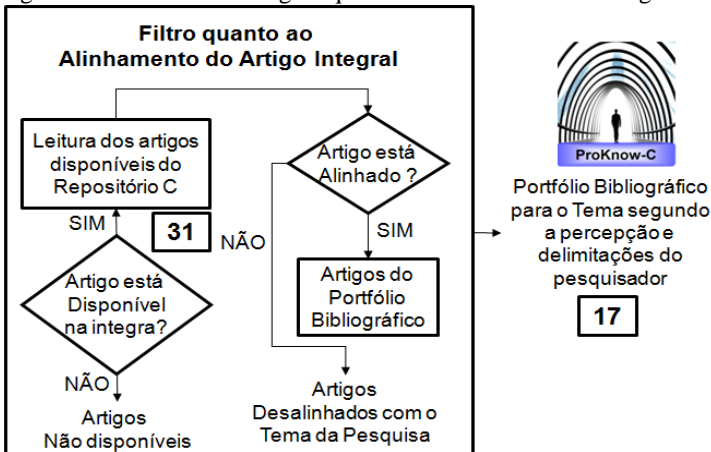 Filtro quanto ao
Alinhamento do Artigo Integral
Leitura dos artigos
disponíveis do
Repositório C
SIM
31
Artigo está
Disponível
na integra?
NÃO
Artigos
Não disponíveis
Artigo está
Alinhado ?
NÃO
SIM
Artigos do
Portfólio
Bibliográfico
Artigos
Desalinhados com o
Tema da Pesquisa
ProKnow-C
Portfólio Bibliográfico
para o Tema segundo
a percepção e
delimitações do
pesquisador
17